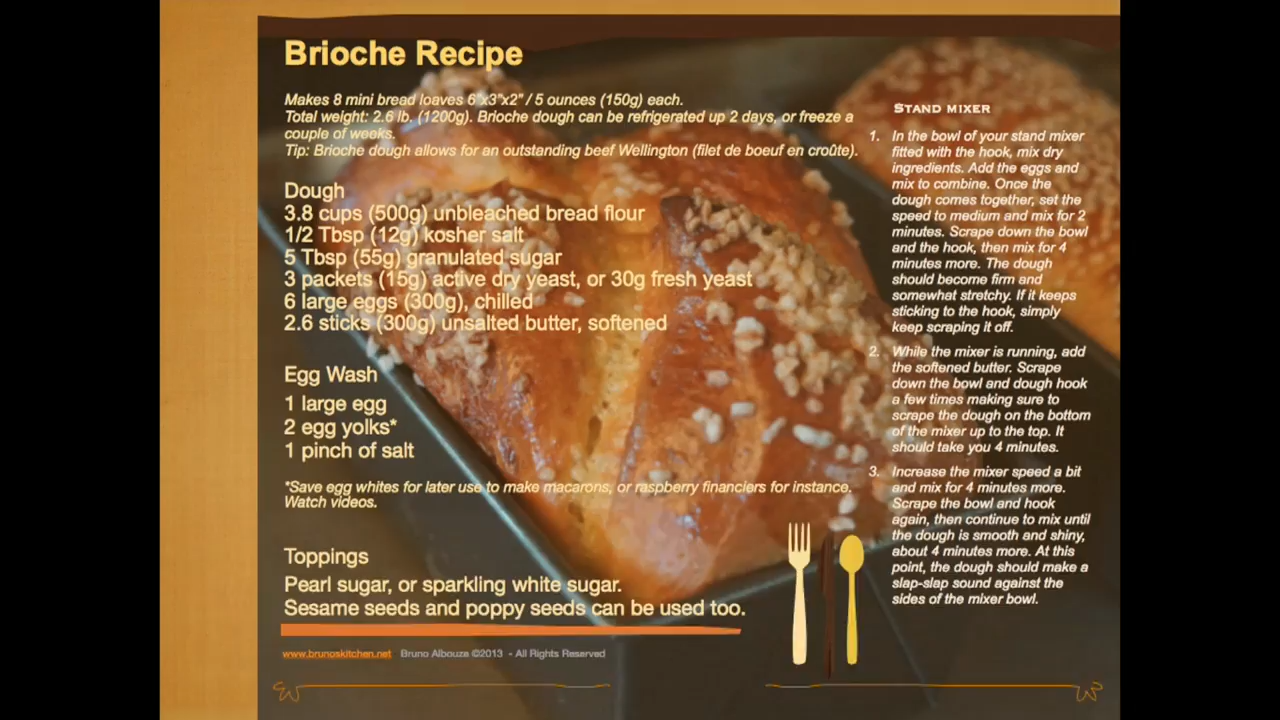 Brioche Recipe
Makes 8 mini bread loaves 6"x3"x2" / 5 ounces (150g) each.
Total weight: 2.6 lb. (1200g). Brioche dough can be refrigerated up 2 days, or freeze a
couple of weeks.
Tip: Brioche dough allows for an outstanding beef Wellington (filet de boeuf en croûte).
Dough
3.8 cups (500g) unbleached bread flour
1/2 Tbsp (12g) kosher salt
5 Tbsp (55g) granulated sugar
3 packets (15g) active dry yeast, or 30g fresh yeast
6 large eggs (300g), chilled
2.6 sticks (300g) unsalted butter, softened
Egg Wash
1 large egg
2 egg yolks*
1 pinch of salt
*Save egg whites for later use to make macarons, or raspberry financiers for instance.
Watch videos.
Toppings
Pearl sugar, or sparkling white sugar.
Sesame seeds and poppy seeds can be used too.
www.brunoskitchen.net Bruno Albouze ©2013 - All Rights Reserved
STAND MIXER
1. In the bowl of your stand mixer
fitted with the hook, mix dry
ingredients. Add the eggs and
mix to combine. Once the
dough comes together, set the
speed to medium and mix for 2
minutes. Scrape down the bowl
and the hook, then mix for 4
minutes more. The dough
should become firm and
somewhat stretchy. If it keeps
sticking to the hook, simply
keep scraping it off.
2. While the mixer is running, add
the softened butter. Scrape
down the bowl and dough hook
a few times making sure to
scrape the dough on the bottom
of the mixer up to the top. It
should take you 4 minutes.
3. Increase the mixer speed a bit
and mix for 4 minutes more.
Scrape the bowl and hook
again, then continue to mix until
the dough is smooth and shiny,
about 4 minutes more. At this
point, the dough should make a
slap-slap sound against the
sides of the mixer bowl.